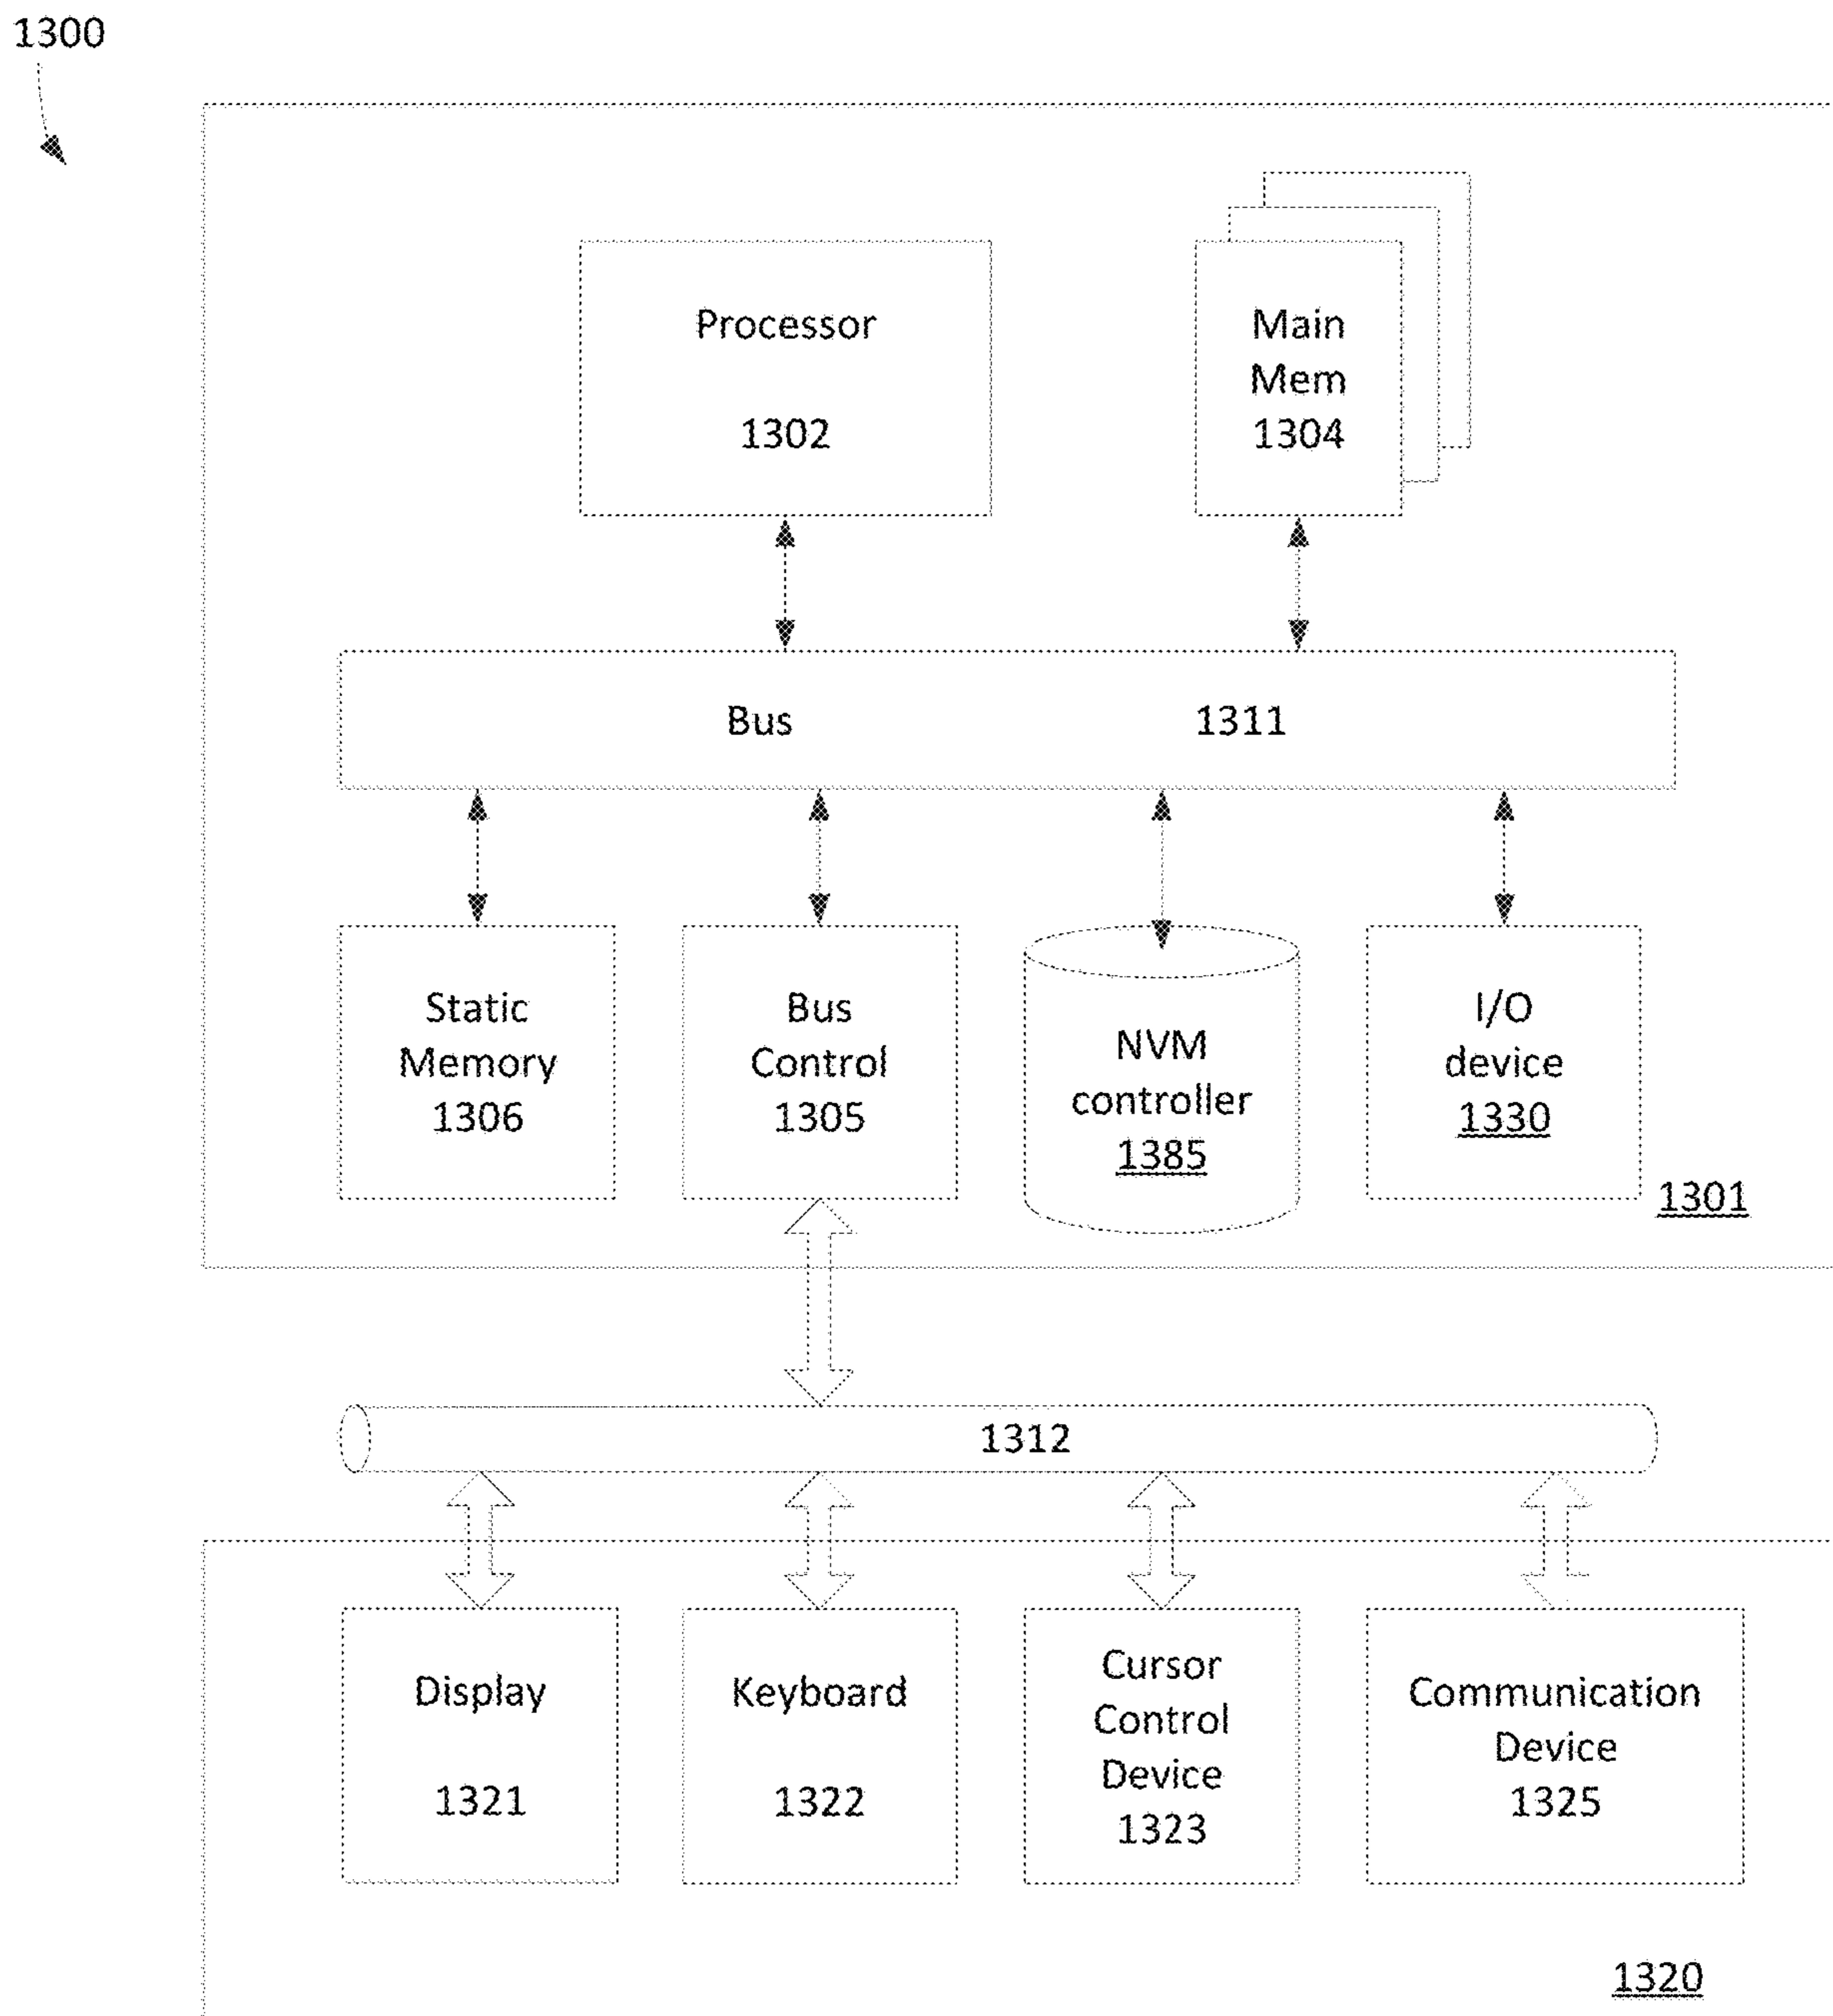 1300
Processor
1302
Main
Mem
1304
Bus 1311
Static
Memory
1306
Bus
Control
1305
NVM
controller
1385
I/O
device
1330
1301
1312
Display
1321
Keyboard
1322
Cursor
Control
Device
1323
Communication
Device
1325
1320